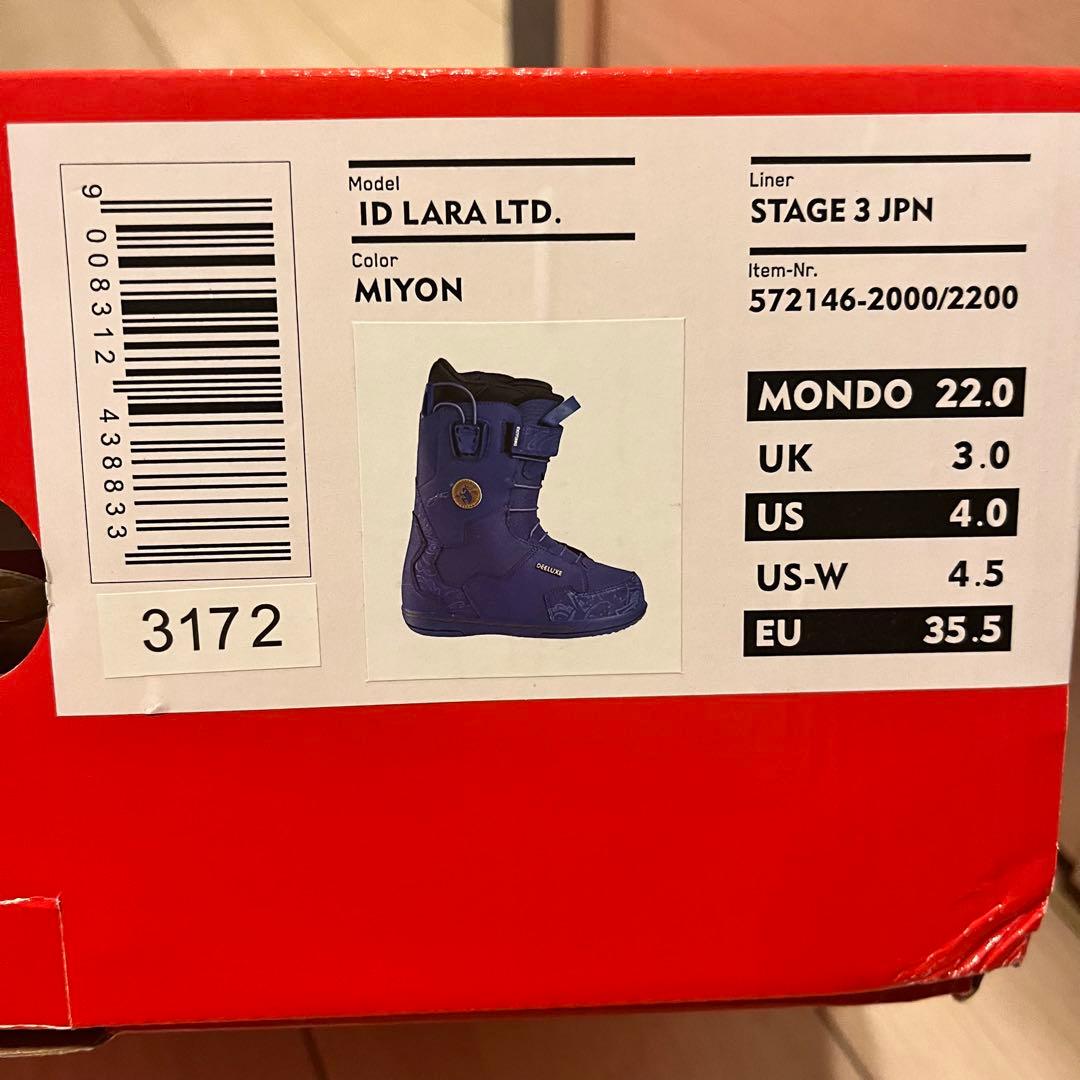 9 008312 438833
3172
Model
ID LARA LTD.
Color
MIYON
DEELUXE
Liner
STAGE 3 JPN
Item-Nr.
572146-2000/2200
MONDO 22.0
UK 3.0
US 4.0
US-W 4.5
EU 35.5